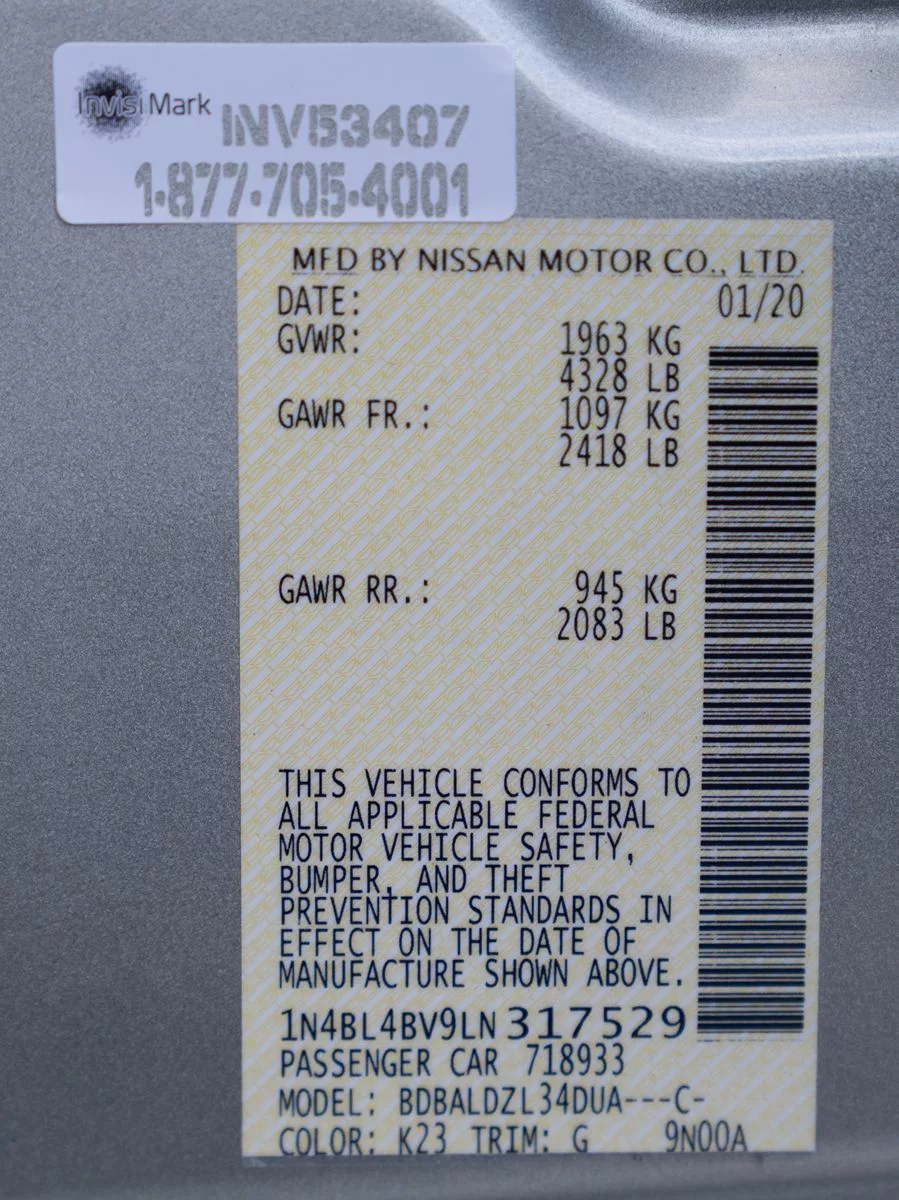 Invisi Mark
INV53407
1-877-705-4001
MFD BY NISSAN MOTOR CO., LTD.
DATE: 01/20
GVWR: 1963 KG
4328 LB
GAWR FR.: 1097 KG
2418 LB
GAWR RR.: 945 KG
2083 LB
THIS VEHICLE CONFORMS TO
ALL APPLICABLE FEDERAL
MOTOR VEHICLE SAFETY,
BUMPER, AND THEFT
PREVENTION STANDARDS IN
EFFECT ON THE DATE OF
MANUFACTURE SHOWN ABOVE.
1N4BL4BV9LN317529
PASSENGER CAR 718933
MODEL: BDBALDZL34DUA---C-
COLOR: K23 TRIM: G 9N00A